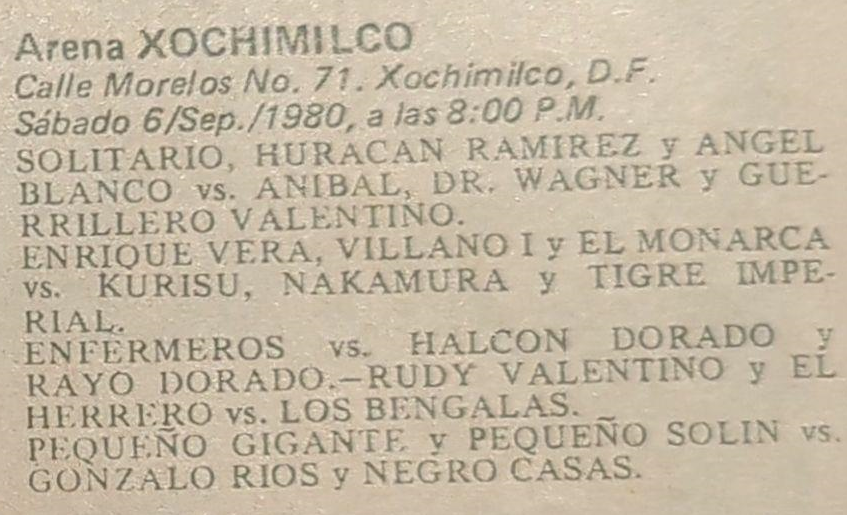 Arena XOCHIMILCO
Calle Morelos No. 71. Xochimilco, D.F.
Sábado 6/Sep./1980, a las 8:00 P.M.
SOLITARIO, HURACAN RAMIREZ y ANGEL
BLANCO vs. ANIBAL, DR. WAGNER y GUE-
RRILLERO VALENTINO.
ENRIQUE VERA, VILLANO I y EL MONARCA
vs. KURISU, NAKAMURA y TIGRE IMPE-
RIAL.
ENFERMEROS vs. HALCON DORADO y
RAYO DORADO.—RUDY VALENTINO y EL
HERRERO vs. LOS BENGALAS.
PEQUEÑO GIGANTE y PEQUEÑO SOLIN vs.
GONZALO RIOS y NEGRO CASAS.